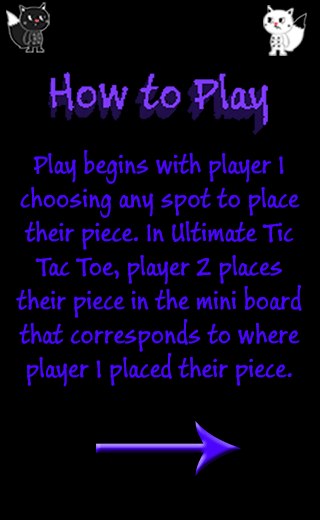 How to Play
Play begins with player 1
choosing any spot to place
their piece. In Ultimate Tic
Tac Toe, player 2 places
their piece in the mini board
that corresponds to where
player 1 placed their piece.